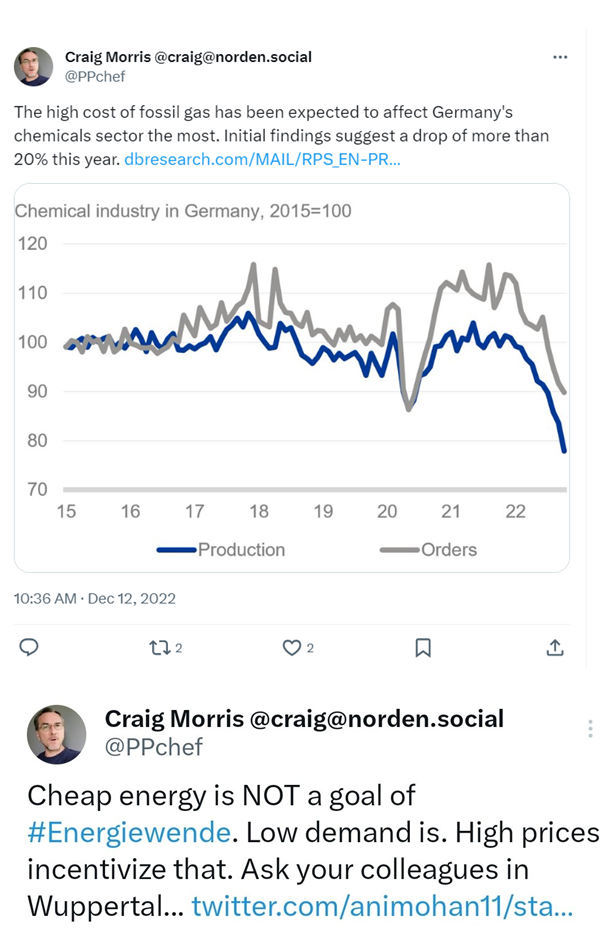 Craig Morris @craig@norden.social
@PPchef
The high cost of fossil gas has been expected to affect Germany's
chemicals sector the most. Initial findings suggest a drop of more than
20% this year. dbresearch.com/MAIL/RPS_EN-PR...
Chemical industry in Germany, 2015=100
120
110
100
90
80
70
15 16 17 18 19 20 21 22
Production Orders
10:36 AM · Dec 12, 2022
2 2
Craig Morris @craig@norden.social
@PPchef
Cheap energy is NOT a goal of
#Energiewende. Low demand is. High prices
incentivize that. Ask your colleagues in
Wuppertal... twitter.com/animohan11/sta...